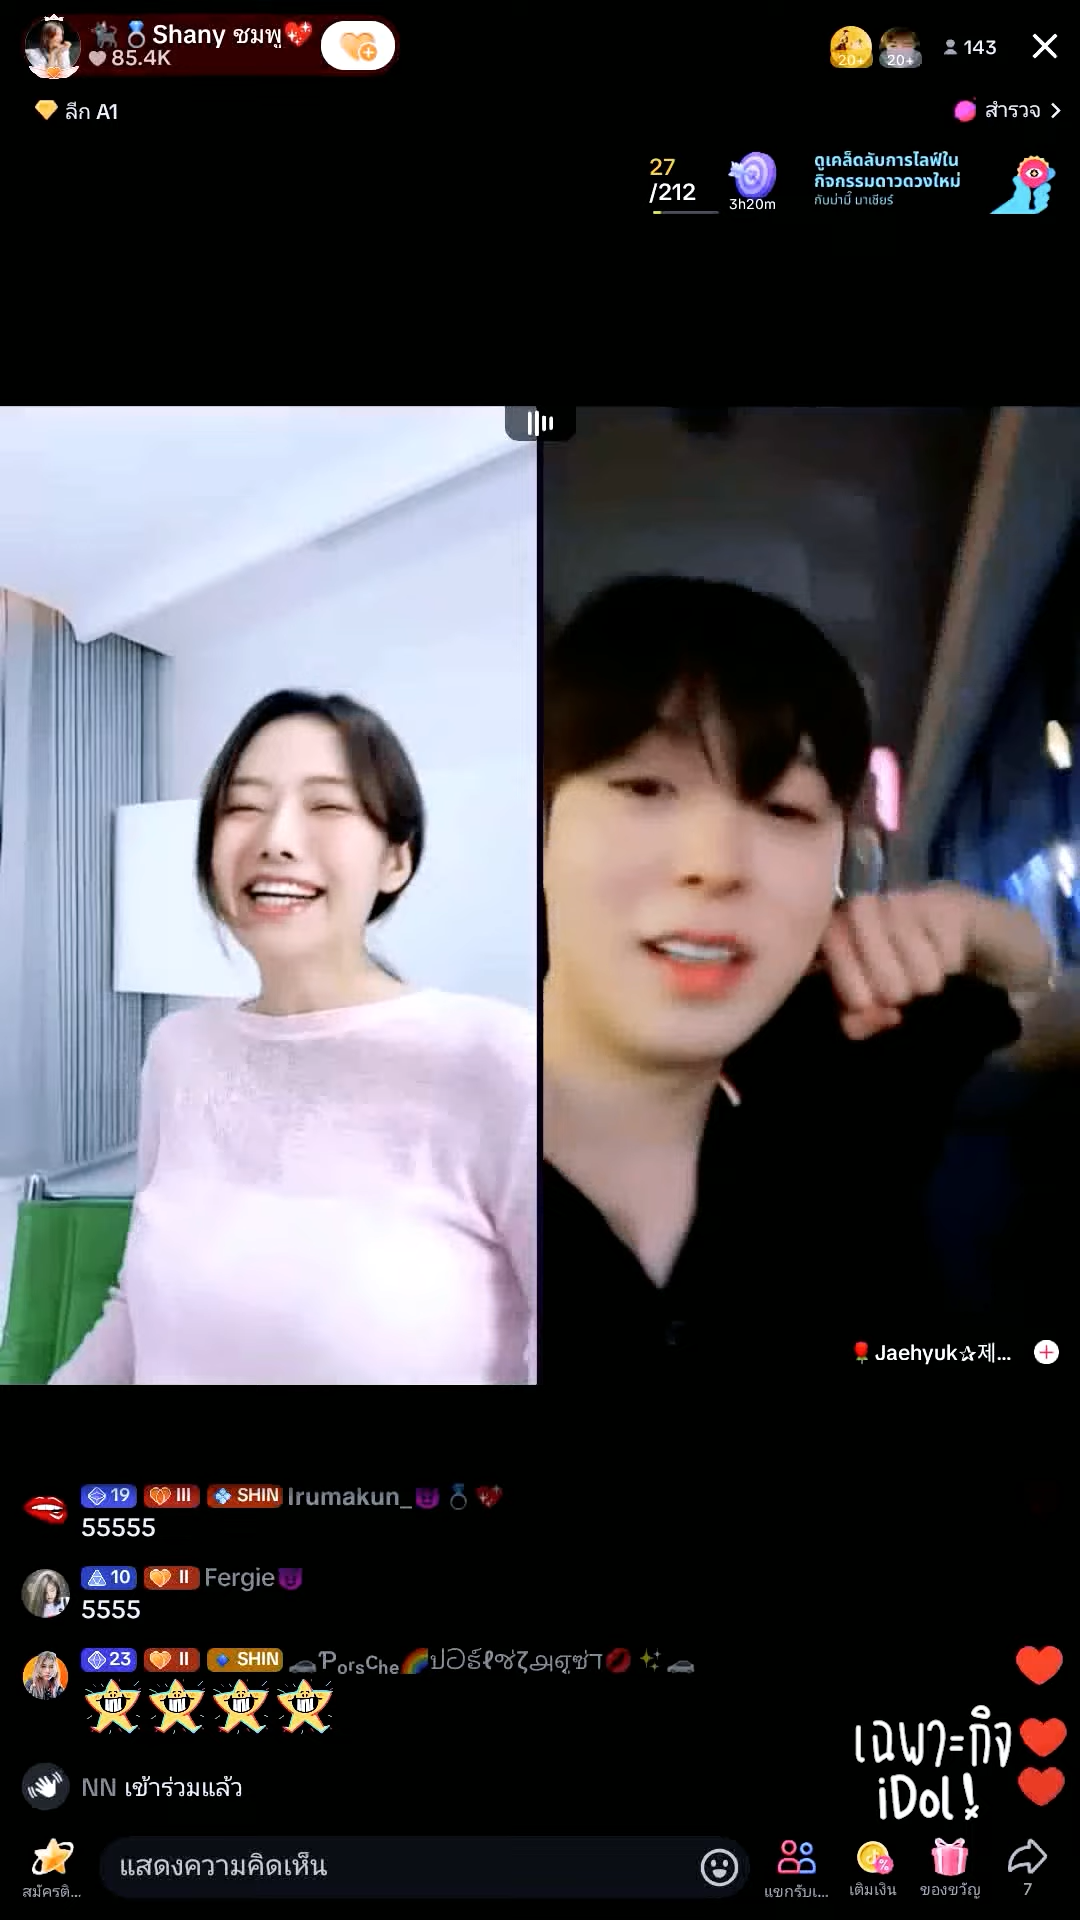 🐈‍⬛💍Shany ชมพู💖
85.4K
20+
20+
143
ลีก A1
สำรวจ
27
/212
3h20m
ดูเคล็ดลับการไลฟ์ใน
กิจกรรมดาวดวงใหม่
กับน่ามี๊ มาเชียร์
🌹Jaehyuk✰제...
19 III SHIN Irumakun_😈💍💖
55555
10 II Fergie😈
5555
23 II SHIN
NN เข้าร่วมแล้ว
เฉพาะกิจ
iDol!
แสดงความคิดเห็น
สมัครติ...
แขกรับเ...
เติมเงิน
ของขวัญ
7